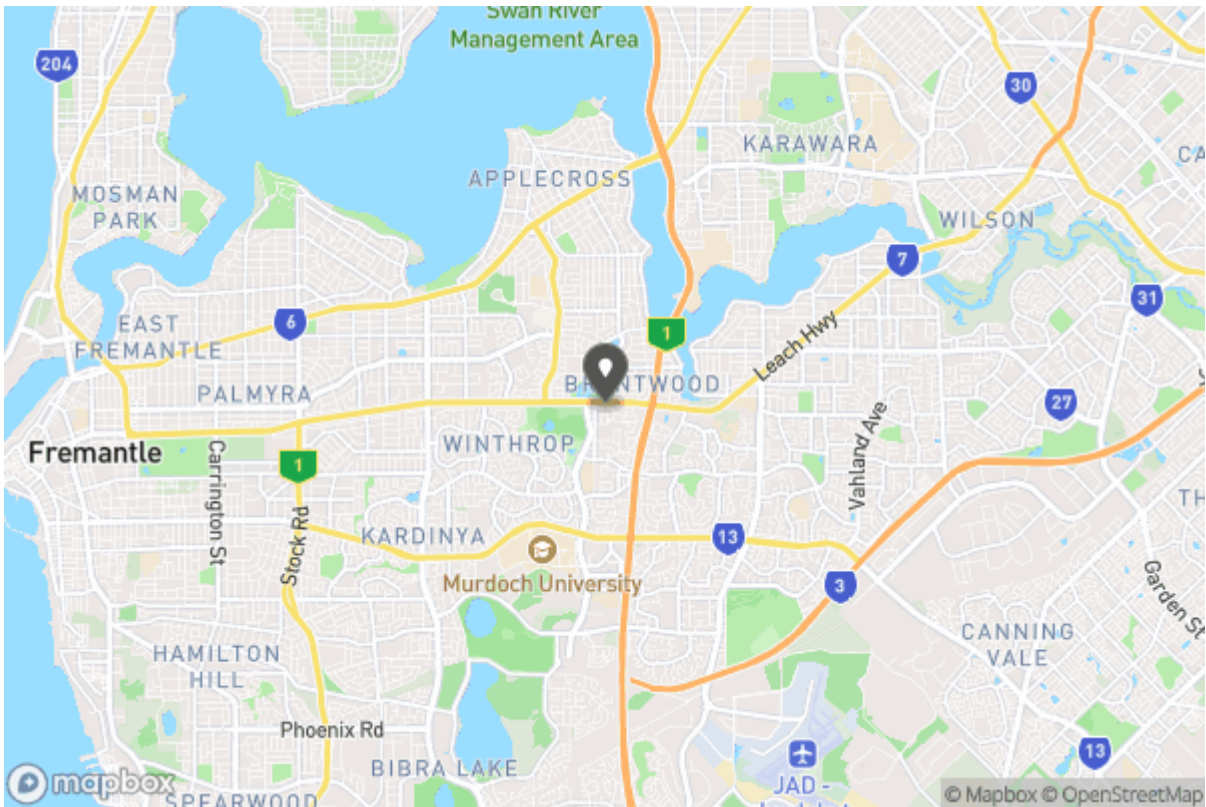 Swan River
Management Area
204
30
KARAWARA
CA
APPLECROSS
MOSMAN
PARK
WILSON
7
31
6
EAST
FREMANTLE
1
Leach Hwy
BRENTWOOD
PALMYRA
27
WINTHROP
Fremantle
1
Vahland Ave
Carrington St
TH
KARDINYA
13
Stock Rd
Murdoch University
3
Garden St
CANNING
VALE
HAMILTON
HILL
Phoenix Rd
13
BIBRA LAKE
JAD -
mapbox
SPEARWOOD
© Mapbox © OpenStreetMap